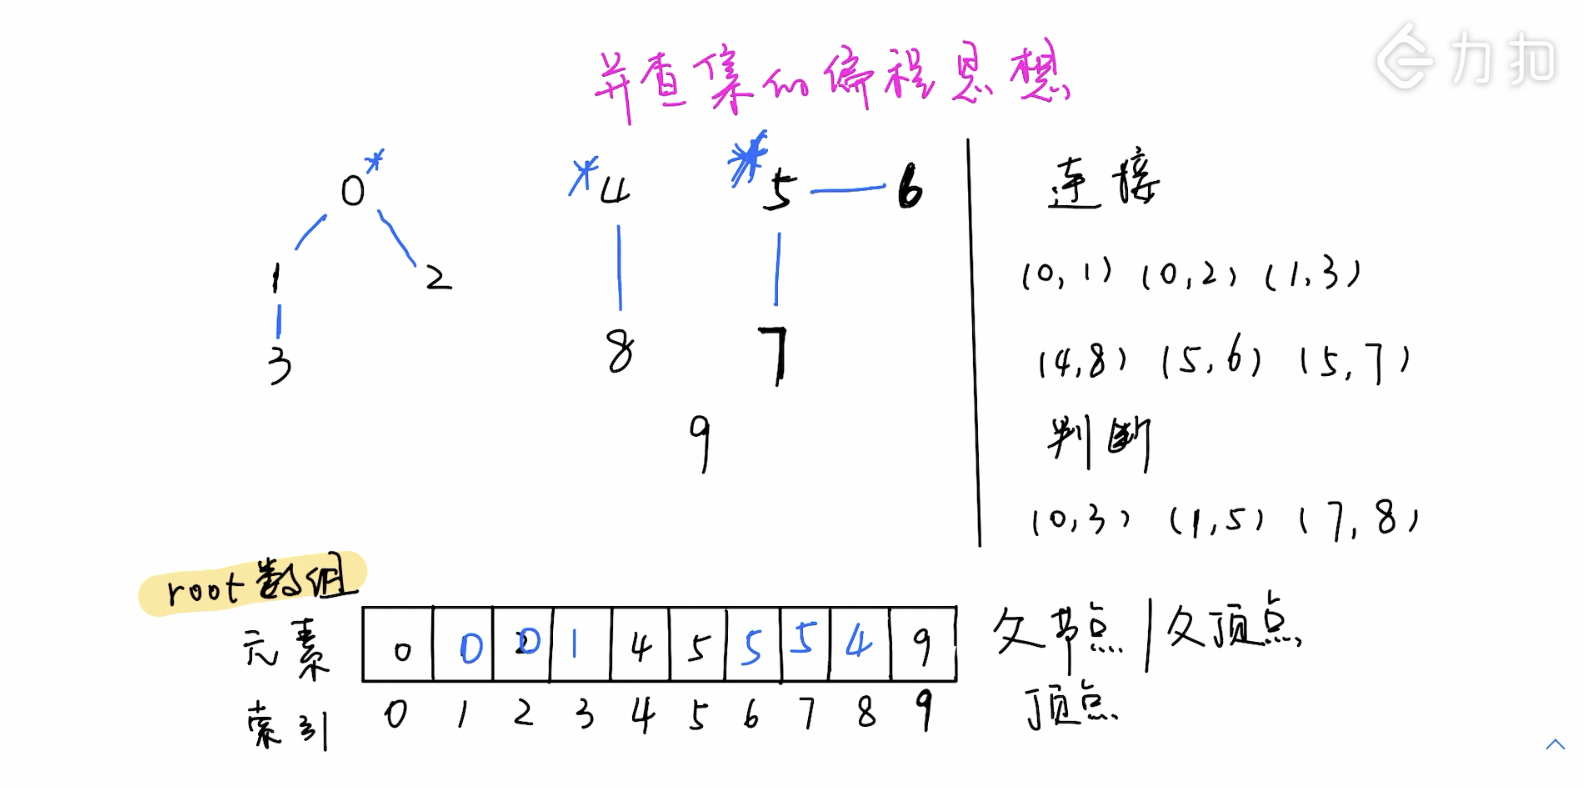 力扣
并查集的编程思想
0 4 5 6
1 2
3 8 7
9
连接
(0,1) (0,2) (1,3)
(4,8) (5,6) (5,7)
判断
(0,3) (1,5) (7,8)
root数组
元素 0 0 0 1 4 5 5 5 4 9 父节点/父顶点
索引 0 1 2 3 4 5 6 7 8 9 顶点